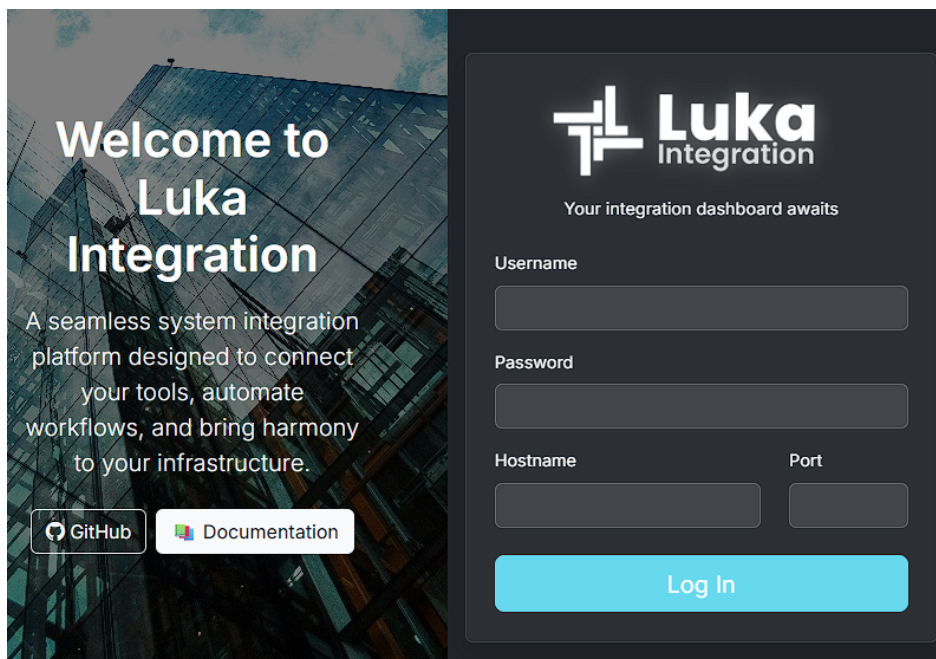 Welcome to
Luka
Integration
A seamless system integration
platform designed to connect
your tools, automate
workflows, and bring harmony
to your infrastructure.
GitHub
Documentation
Luka
Integration
Your integration dashboard awaits
Username
Password
Hostname
Port
Log In